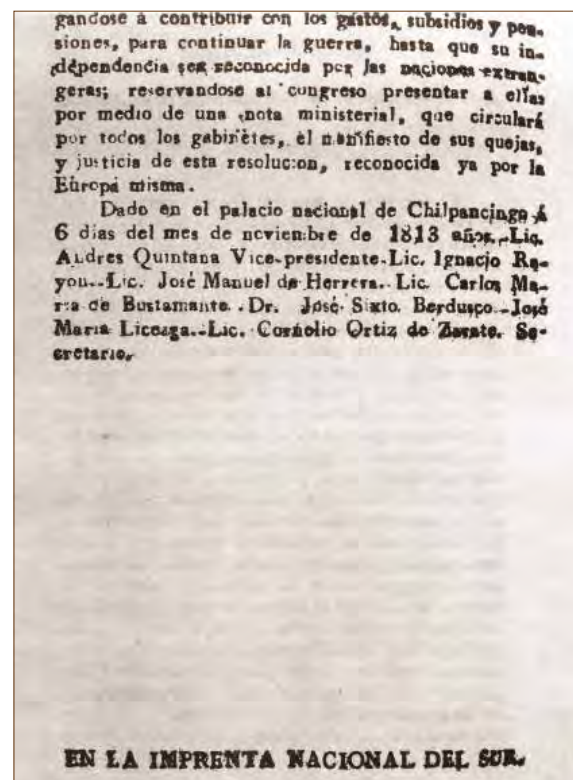 gandose à contribuir con los gastos, subsidios y pen-
siones, para continuar la guerra, hasta que su in-
dependencia sea reconocida por las naciones extran-
geras; reservandose al congreso presentar a ellas
por medio de una nota ministerial, que circulará
por todos los gabinetes, el manifiesto de sus quejas,
y justicia de esta resolucion, reconocida ya por la
Europa misma.
Dado en el palacio nacional de Chilpancingo á
6 dias del mes de noviembre de 1813 años.-Lic.
Andres Quintana Vice-presidente.-Lic. Ignacio Ra-
yon.-Lic. José Manuel de Herrera.-Lic. Carlos Ma-
ria de Bustamante.-Dr. José Sixto Berdusco.-José
Maria Liceaga.-Lic. Cornelio Ortiz de Zarate. Se-
cretario.
EN LA IMPRENTA NACIONAL DEL SUR.